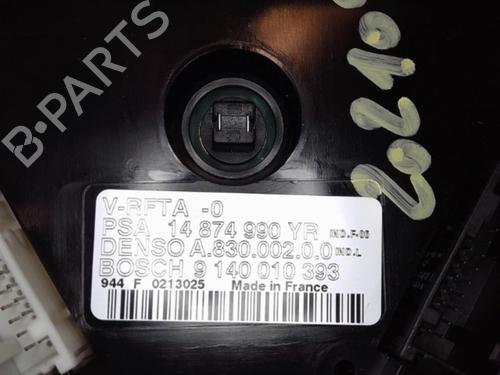 B-PARTS
V-RFTA -0
PSA 14 874 990 YR IND.F-00
DENSO A.830.002.0.0 IND.L
BOSCH 9 140 010 393
944 F 0213025 Made in France